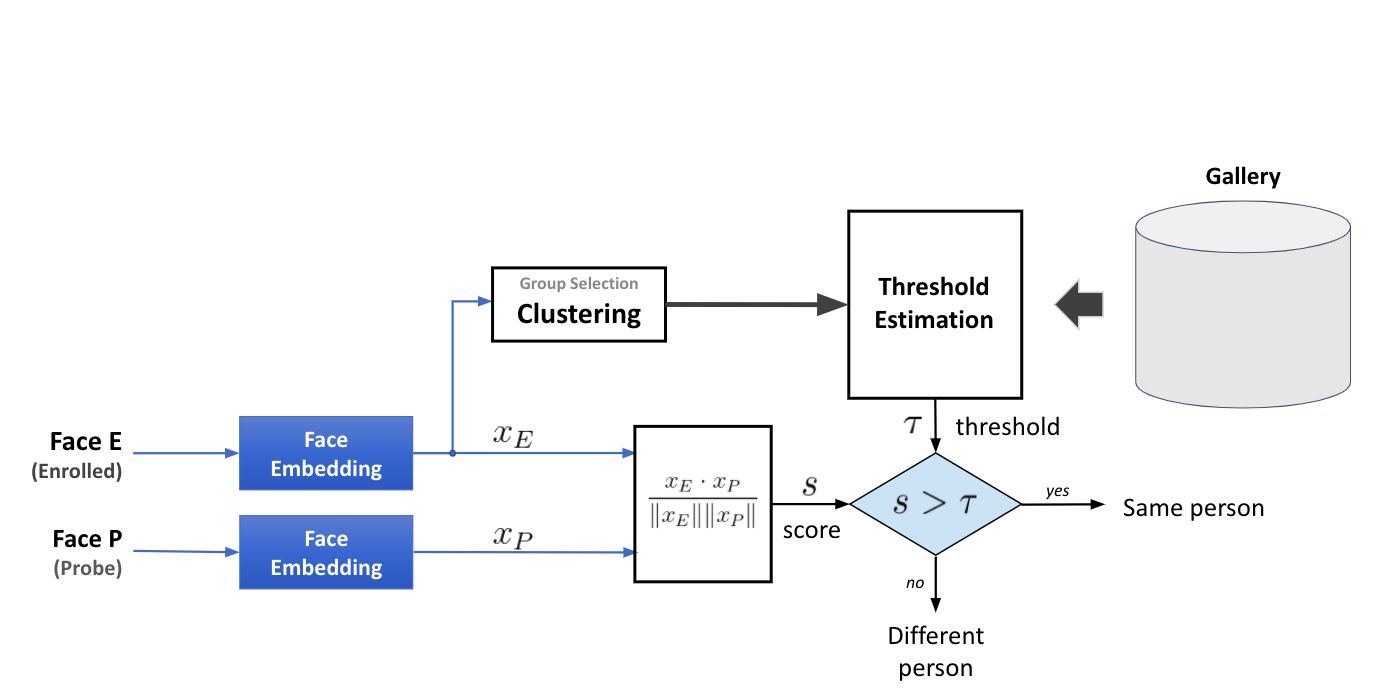 Gallery
Group Selection
Clustering
Threshold
Estimation
τ threshold
Face E
(Enrolled)
Face
Embedding
x_E
Face P
(Probe)
Face
Embedding
x_P
x_E · x_P
‖x_E‖‖x_P‖
s
score
s > τ
yes
Same person
no
Different
person